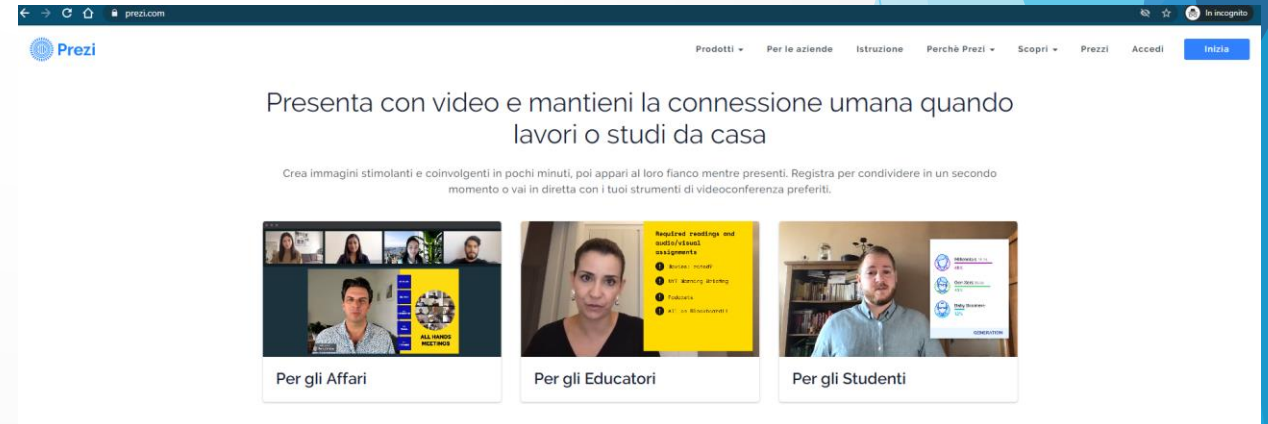 prezi.com
In incognito
Prezi
Prodotti
Per le aziende
Istruzione
Perchè Prezi
Scopri
Prezzi
Accedi
Inizia
Presenta con video e mantieni la connessione umana quando
lavori o studi da casa
Crea immagini stimolanti e coinvolgenti in pochi minuti, poi appari al loro fianco mentre presenti. Registra per condividere in un secondo
momento o vai in diretta con i tuoi strumenti di videoconferenza preferiti.
ALL HANDS
MEETINGS
Per gli Affari
Required readings and
audio/visual
assignments
Podcasts
Per gli Educatori
Millennials
Baby Boomers
GENERATION
Per gli Studenti